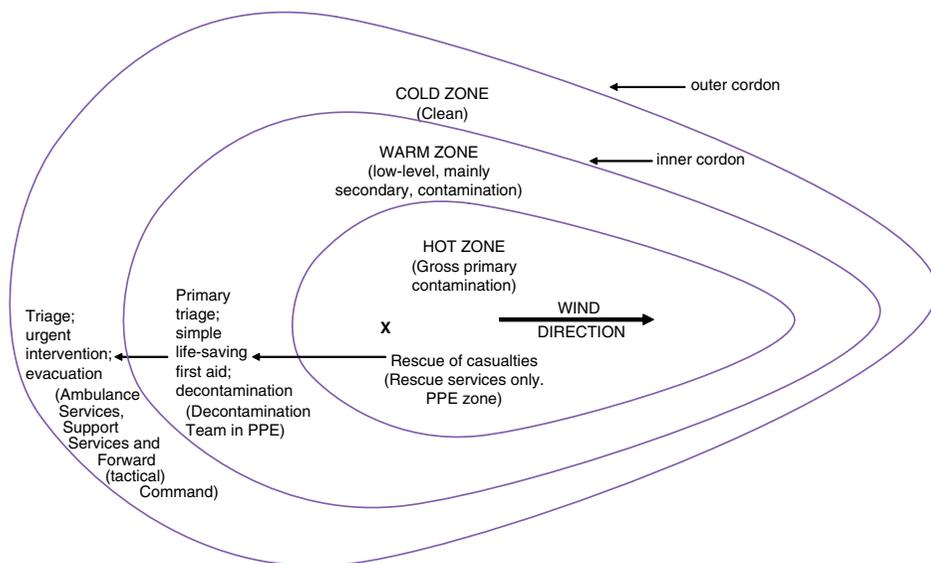 outer cordon
COLD ZONE
(Clean)
inner cordon
WARM ZONE
(low-level, mainly
secondary, contamination)
HOT ZONE
(Gross primary
contamination)
WIND
DIRECTION
X
Rescue of casualties
(Rescue services only.
PPE zone)
Primary
triage;
simple
life-saving
first aid;
decontamination
(Decontamination
Team in PPE)
Triage;
urgent
intervention;
evacuation
(Ambulance
Services,
Support
Services and
Forward
(tactical)
Command)